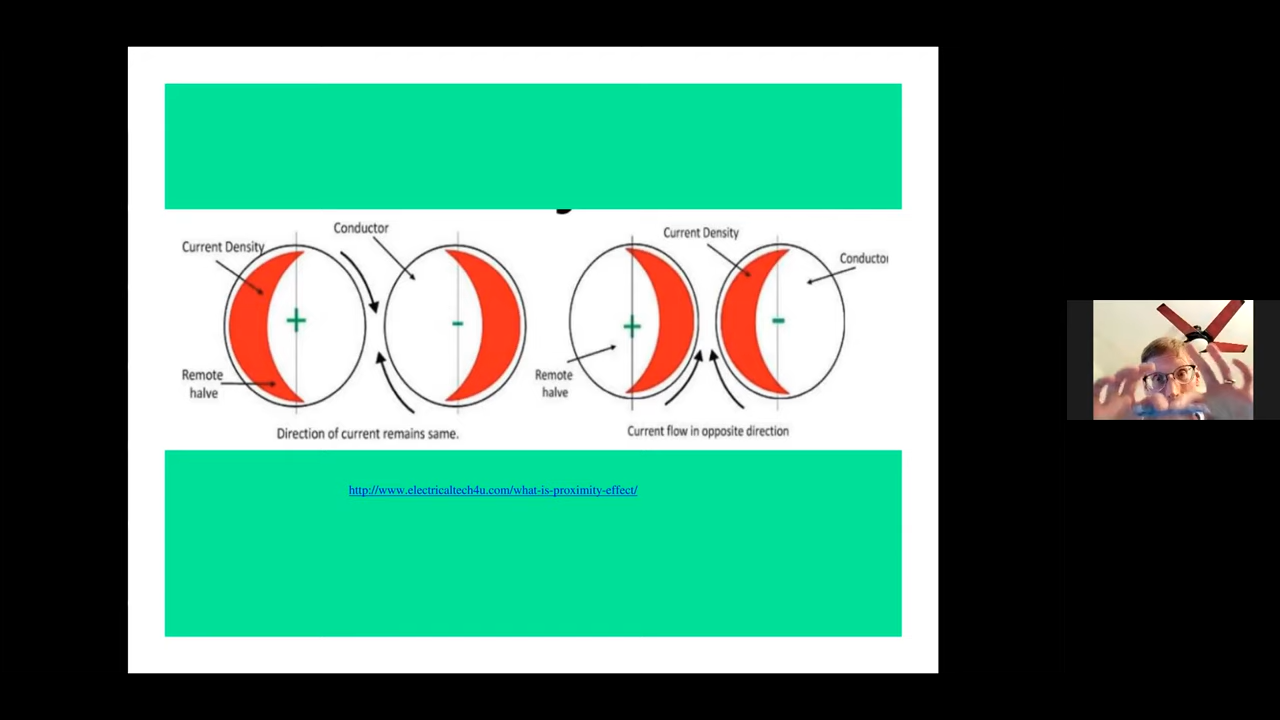 Conductor
Current Density
+
-
Remote
halve
Direction of current remains same.
Current Density
Conducto
+
-
Remote
halve
Current flow in opposite direction
http://www.electricaltech4u.com/what-is-proximity-effect/